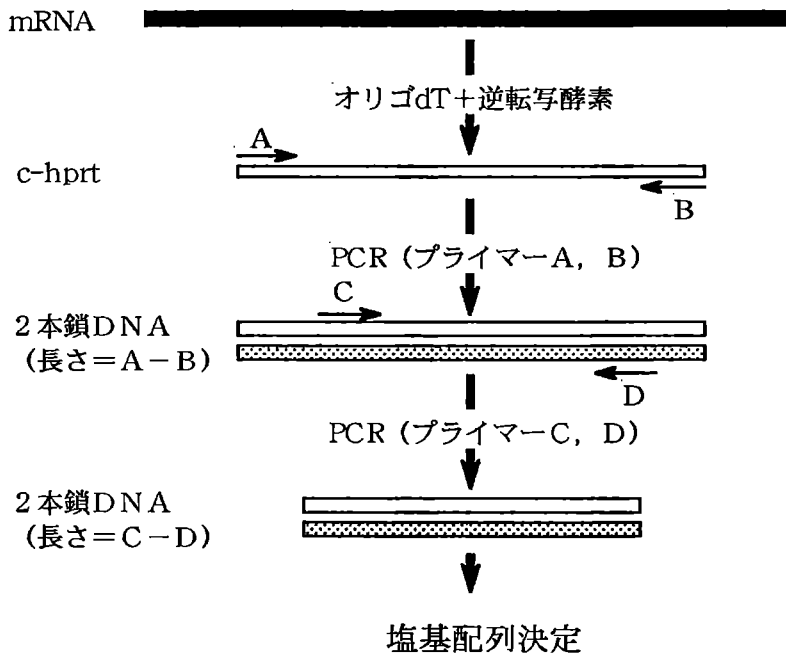 mRNA
オリゴdT＋逆転写酵素
A
c-hprt
B
PCR（プライマーA，B）
C
2本鎖DNA
（長さ＝A－B）
D
PCR（プライマーC，D）
2本鎖DNA
（長さ＝C－D）
塩基配列決定